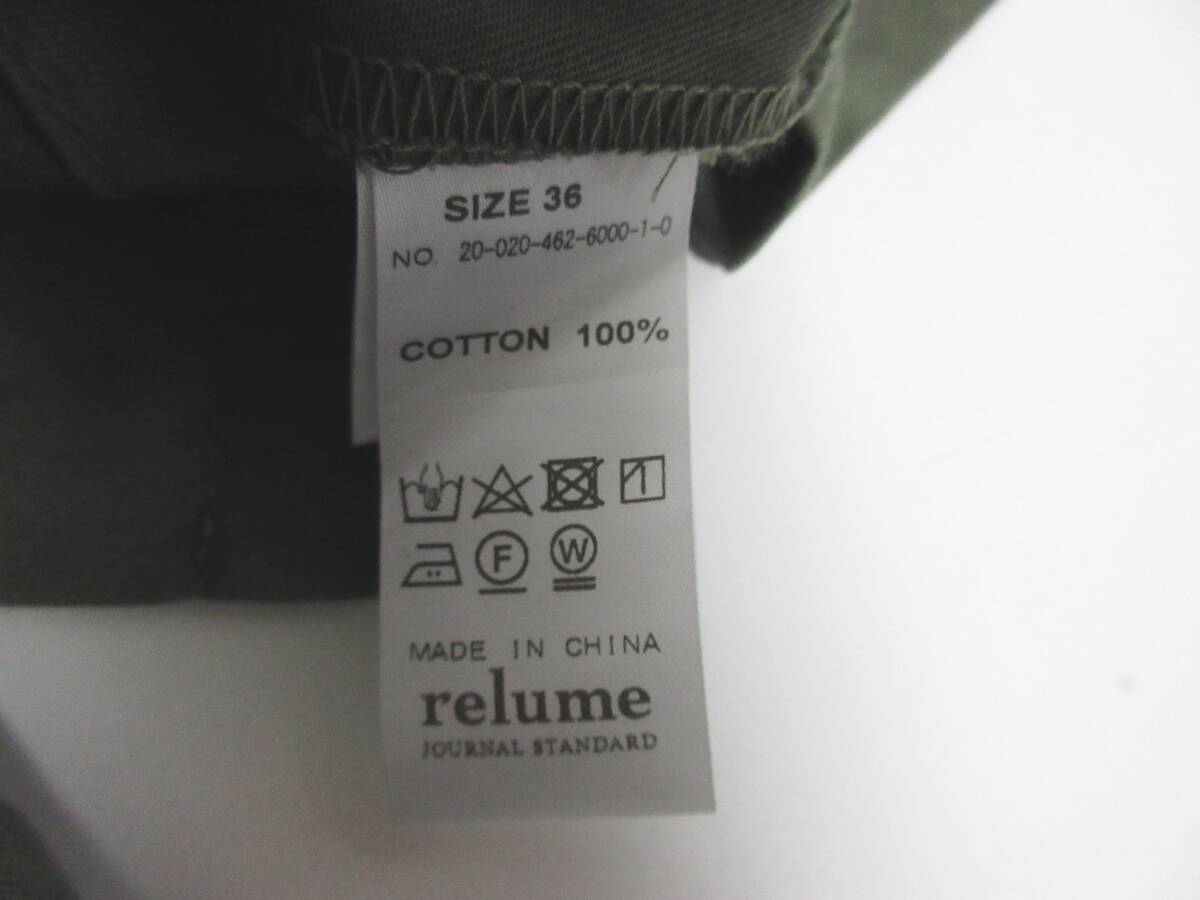 SIZE 36
NO. 20-020-462-6000-1-0
COTTON 100%
F W
MADE IN CHINA
relume
JOURNAL STANDARD